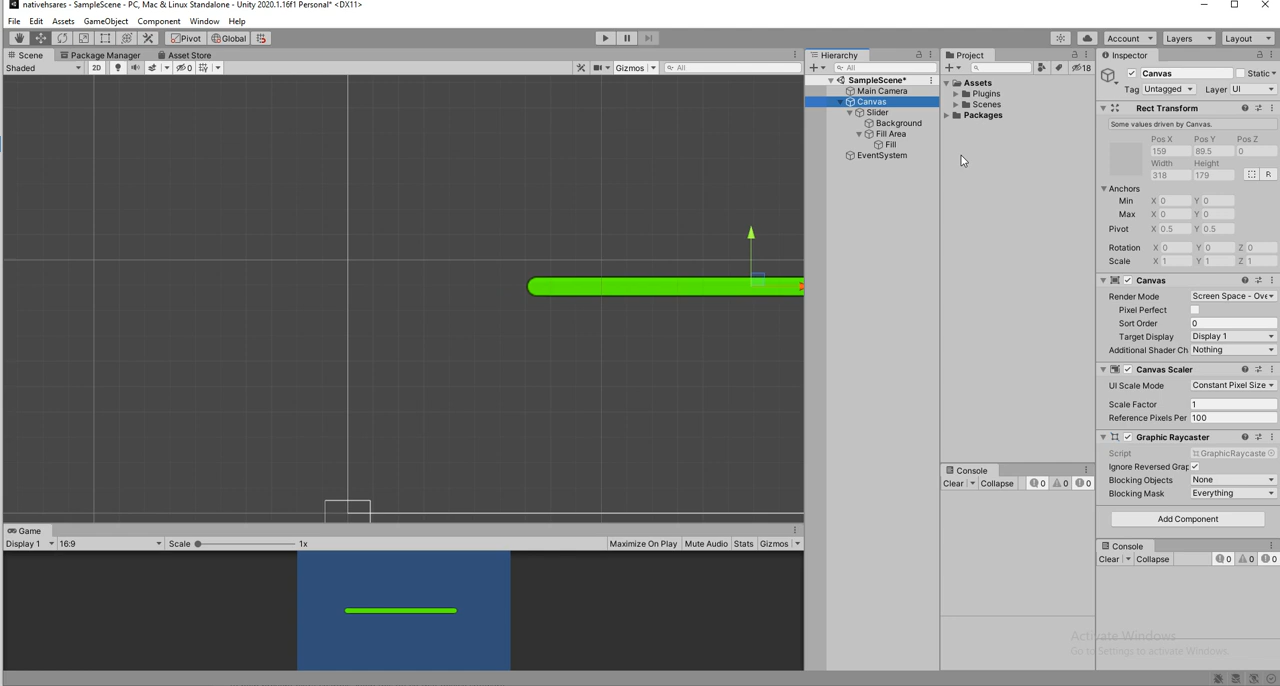 nativehsares - SampleScene - PC, Mac & Linux Standalone - Unity 2020.1.16f1 Personal* <DX11>
File Edit Assets GameObject Component Window Help
Pivot Global Account Layers Layout
Scene Package Manager Asset Store
Shaded 2D 0 Gizmos All
Hierarchy
All
SampleScene*
Main Camera
Canvas
Slider
Background
Fill Area
Fill
EventSystem
Project
18
Assets
Plugins
Scenes
Packages
Console
Clear Collapse 0 0 0
Inspector
Canvas Static
Tag Untagged Layer UI
Rect Transform
Some values driven by Canvas.
Pos X Pos Y Pos Z
159 89.5 0
Width Height
318 179 R
Anchors
Min X 0 Y 0
Max X 0 Y 0
Pivot X 0.5 Y 0.5
Rotation X 0 Y 0 Z 0
Scale X 1 Y 1 Z 1
Canvas
Render Mode Screen Space - Ove
Pixel Perfect
Sort Order 0
Target Display Display 1
Additional Shader Ch Nothing
Canvas Scaler
UI Scale Mode Constant Pixel Size
Scale Factor 1
Reference Pixels Per 100
Graphic Raycaster
Script GraphicRaycaste
Ignore Reversed Grap
Blocking Objects None
Blocking Mask Everything
Add Component
Console
Clear Collapse 0 0 0
Game
Display 1 16:9 Scale 1x Maximize On Play Mute Audio Stats Gizmos
Activate Windows
Go to Settings to activate Windows.